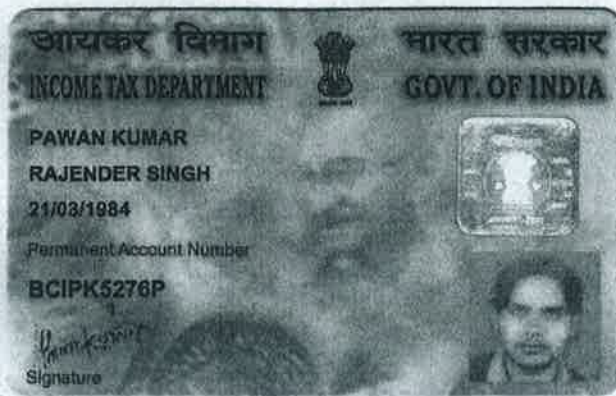 आयकर विभाग
भारत सरकार
INCOME TAX DEPARTMENT
GOVT. OF INDIA
PAWAN KUMAR
RAJENDER SINGH
21/03/1984
Permanent Account Number
BCIPK5276P
Signature